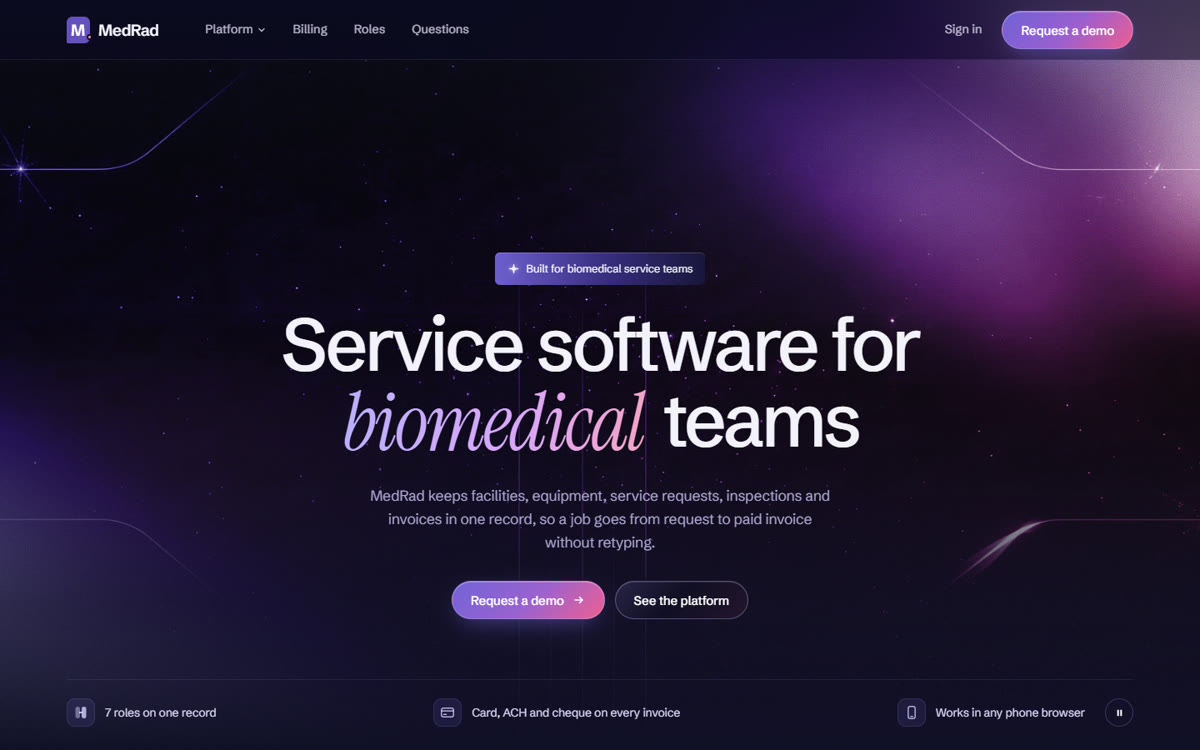 M. MedRad
Platform
Billing
Roles
Questions
Sign in
Request a demo
Built for biomedical service teams
Service software for
biomedical teams
MedRad keeps facilities, equipment, service requests, inspections and
invoices in one record, so a job goes from request to paid invoice
without retyping.
Request a demo
See the platform
7 roles on one record
Card, ACH and cheque on every invoice
Works in any phone browser